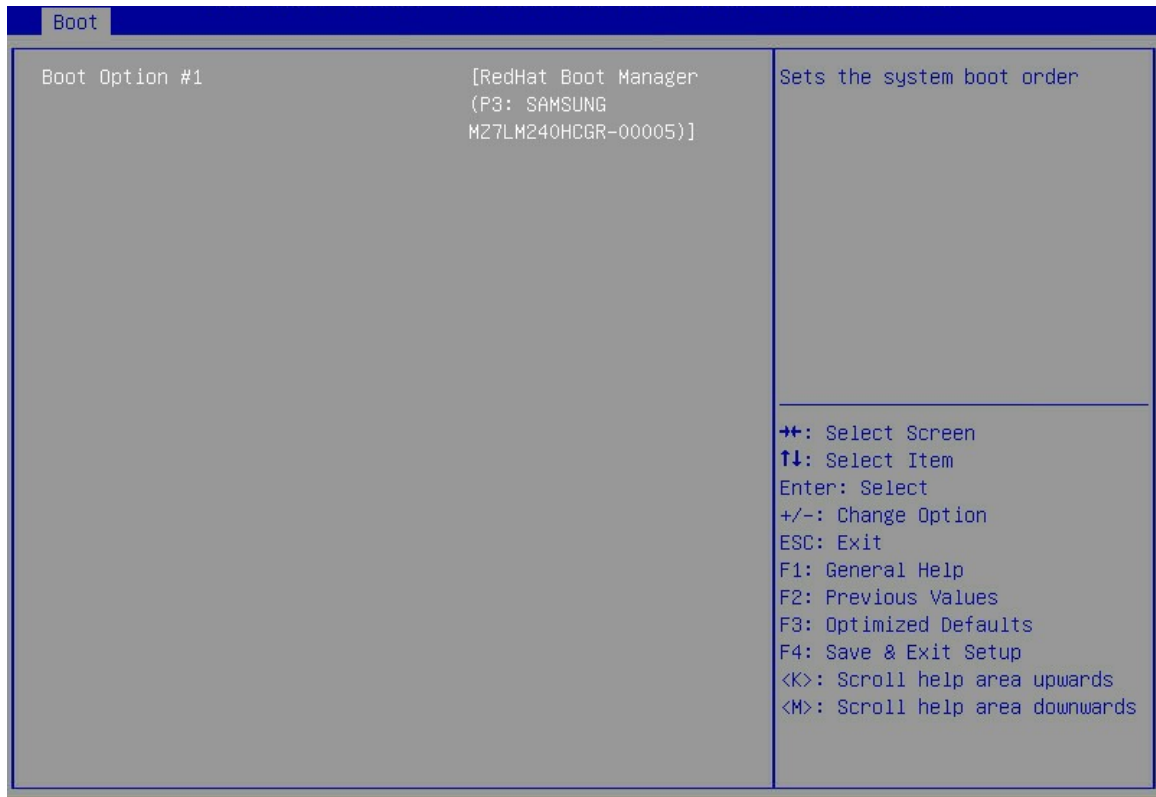 Boot
Boot Option #1
[RedHat Boot Manager
(P3: SAMSUNG
MZ7LM240HCGR-00005)]
Sets the system boot order
→←: Select Screen
↑↓: Select Item
Enter: Select
+/-: Change Option
ESC: Exit
F1: General Help
F2: Previous Values
F3: Optimized Defaults
F4: Save & Exit Setup
<K>: Scroll help area upwards
<M>: Scroll help area downwards